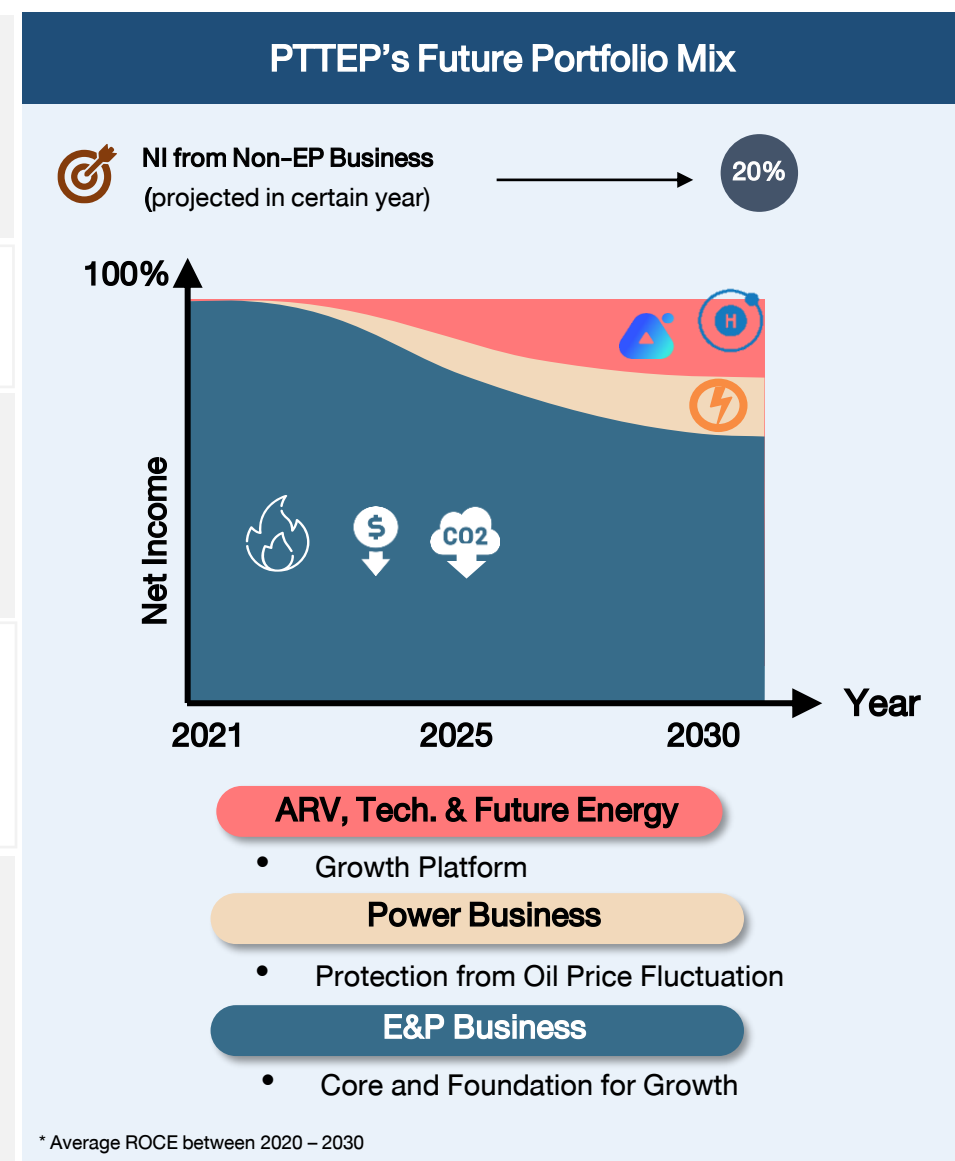 PTTEP’s Future Portfolio Mix
NI from Non-EP Business
(projected in certain year)
20%
100%
H
Net Income
$
CO2
Year
2021
2025
2030
ARV, Tech. & Future Energy
• Growth Platform
Power Business
• Protection from Oil Price Fluctuation
E&P Business
• Core and Foundation for Growth
* Average ROCE between 2020 – 2030